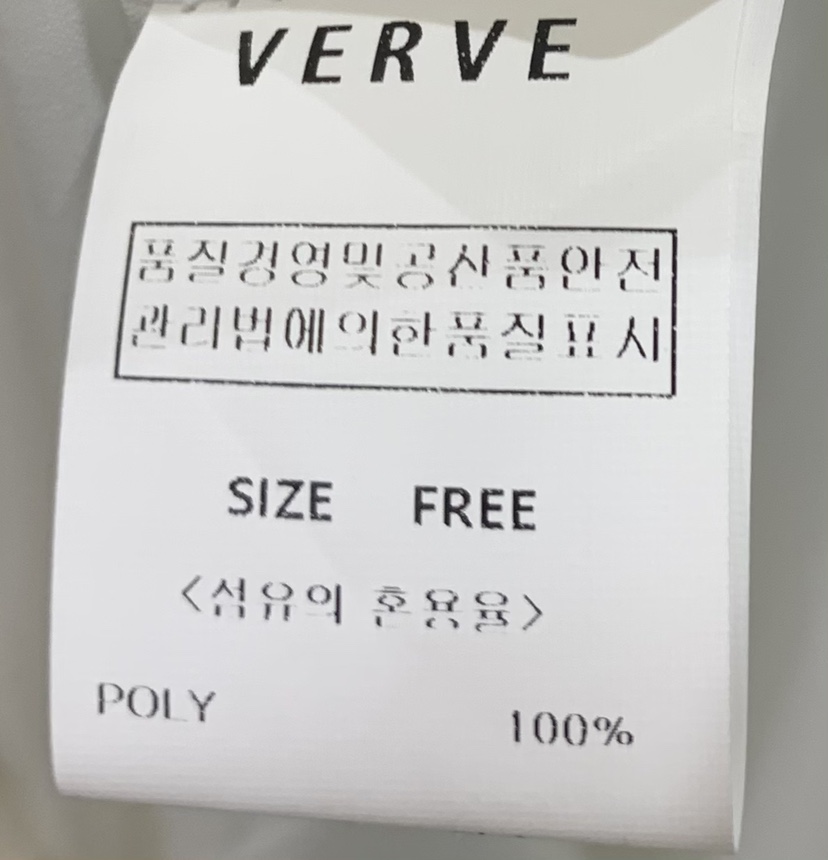 VERVE
품질경영및공산품안전
관리법에의한품질표시
SIZE FREE
<섬유의 혼용율>
POLY 100%